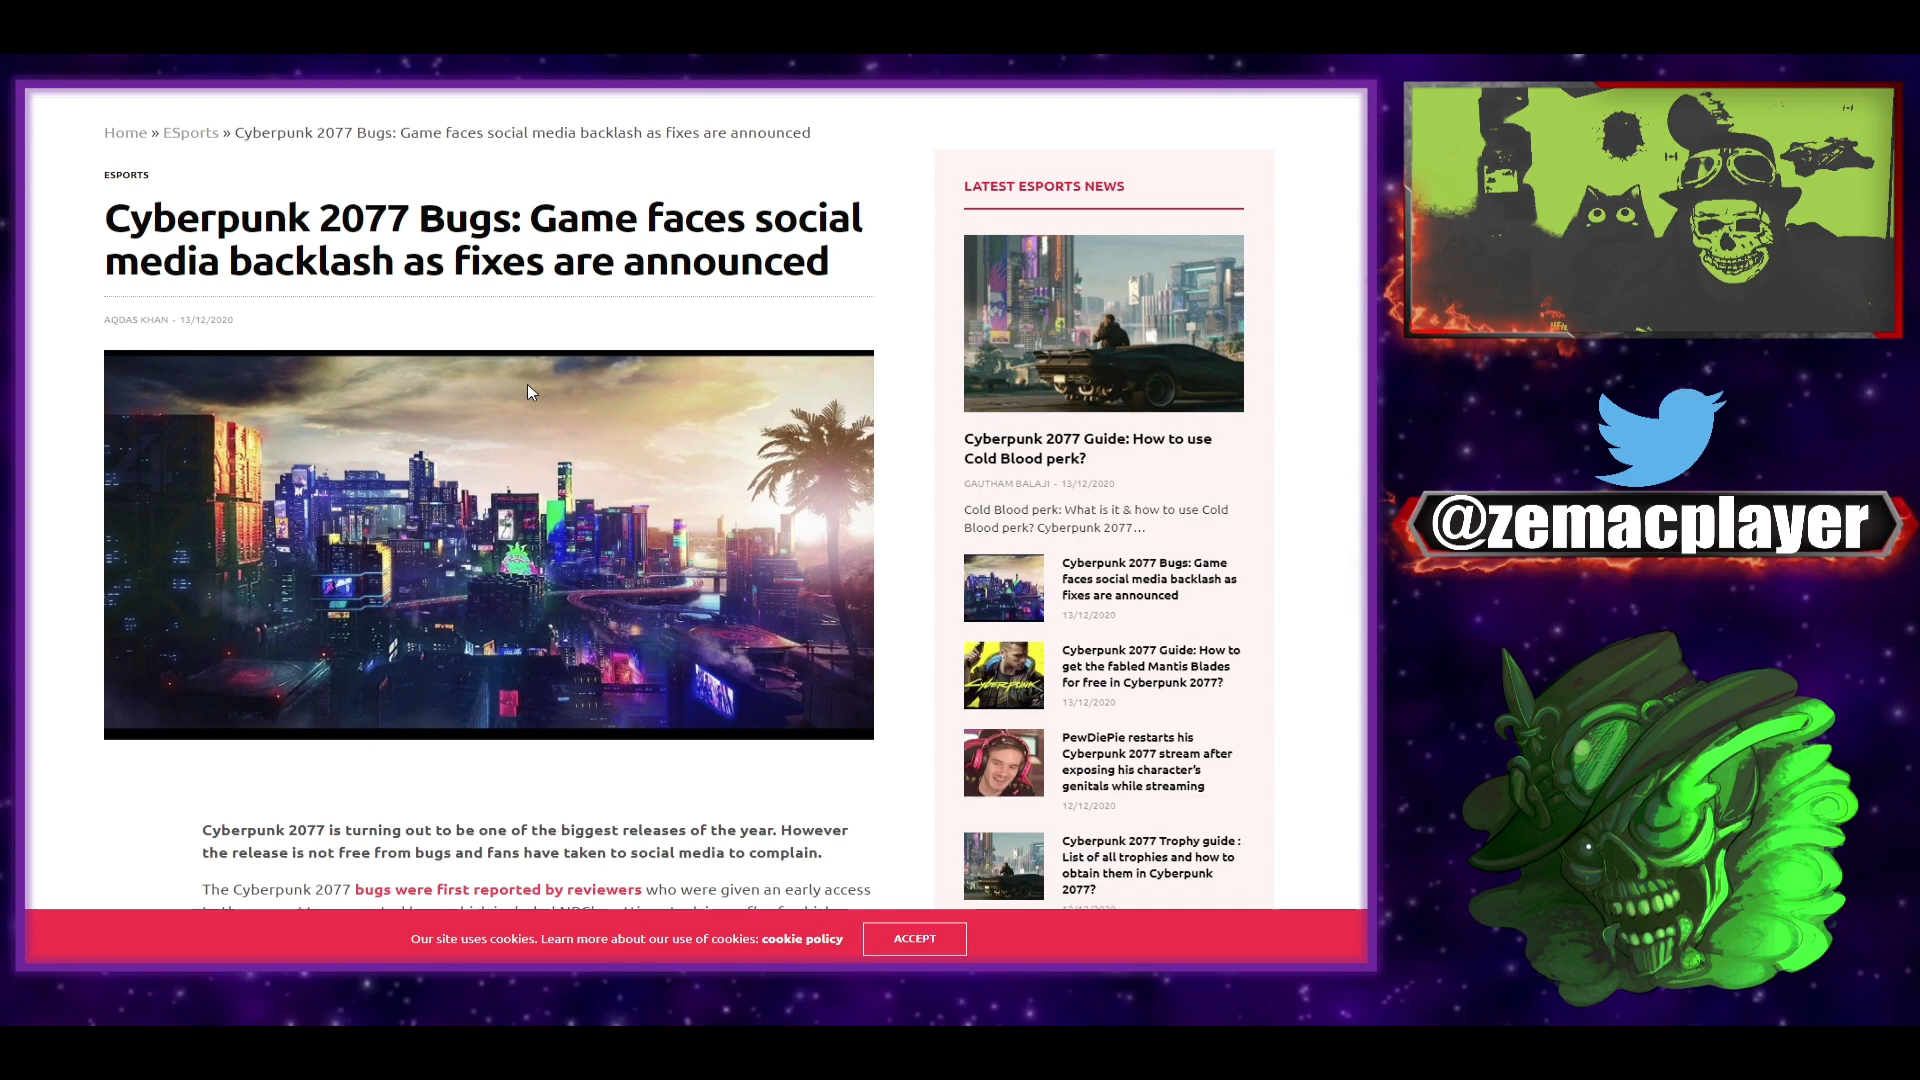 Home » ESports » Cyberpunk 2077 Bugs: Game faces social media backlash as fixes are announced
ESPORTS
Cyberpunk 2077 Bugs: Game faces social
media backlash as fixes are announced
AQDAS KHAN - 13/12/2020
Cyberpunk 2077 is turning out to be one of the biggest releases of the year. However
the release is not free from bugs and fans have taken to social media to complain.
The Cyberpunk 2077 bugs were first reported by reviewers who were given an early access
LATEST ESPORTS NEWS
Cyberpunk 2077 Guide: How to use
Cold Blood perk?
GAUTHAM BALAJI - 13/12/2020
Cold Blood perk: What is it & how to use Cold
Blood perk? Cyberpunk 2077...
Cyberpunk 2077 Bugs: Game
faces social media backlash as
fixes are announced
13/12/2020
Cyberpunk 2077 Guide: How to
get the fabled Mantis Blades
for free in Cyberpunk 2077?
13/12/2020
PewDiePie restarts his
Cyberpunk 2077 stream after
exposing his character's
genitals while streaming
12/12/2020
Cyberpunk 2077 Trophy guide :
List of all trophies and how to
obtain them in Cyberpunk
2077?
Our site uses cookies. Learn more about our use of cookies: cookie policy
ACCEPT
@zemacplayer